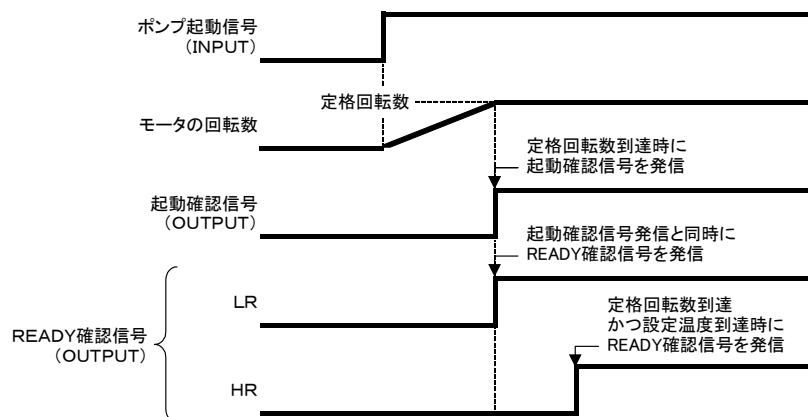 ポンプ起動信号
(INPUT)
定格回転数
モータの回転数
定格回転数到達時に
起動確認信号を発信
起動確認信号
(OUTPUT)
起動確認信号発信と同時に
READY確認信号を発信
LR
READY確認信号
(OUTPUT)
定格回転数到達
かつ設定温度到達時に
READY確認信号を発信
HR